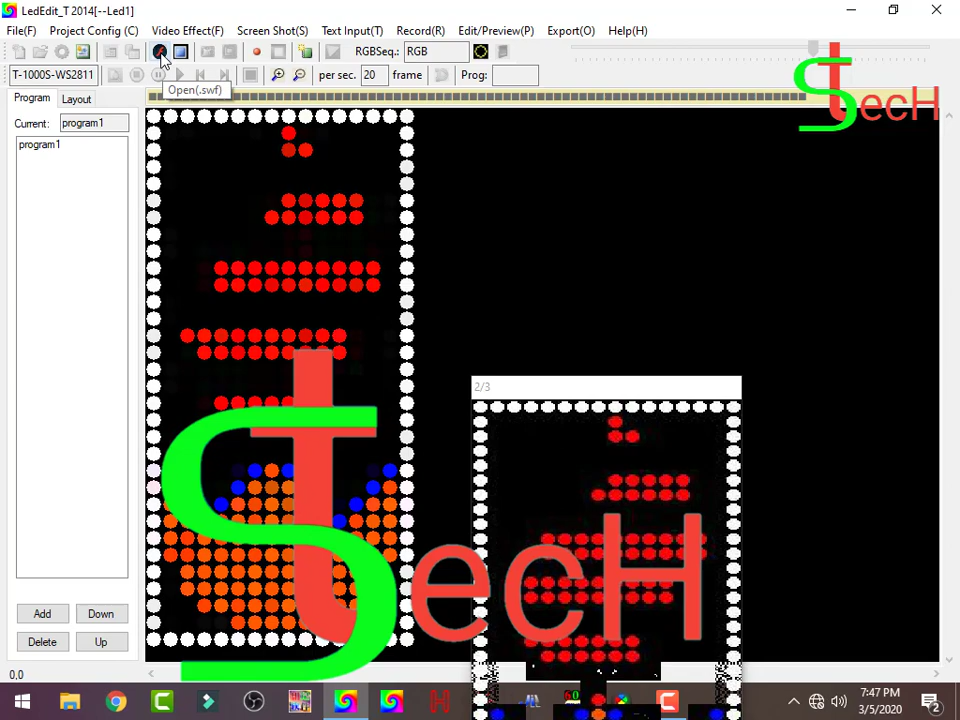 LedEdit_T 2014[--Led1]
File(F) Project Config (C) Video Effect(F) Screen Shot(S) Text Input(T) Record(R) Edit/Preview(P) Export(O) Help(H)
RGBSeq.: RGB
T-1000S-WS2811 per sec. 20 frame Prog:
Open(.swf)
Program Layout
Current: program1
program1
StecH
2/3
StecH
Add Down
Delete Up
0,0
7:47 PM
3/5/2020
2